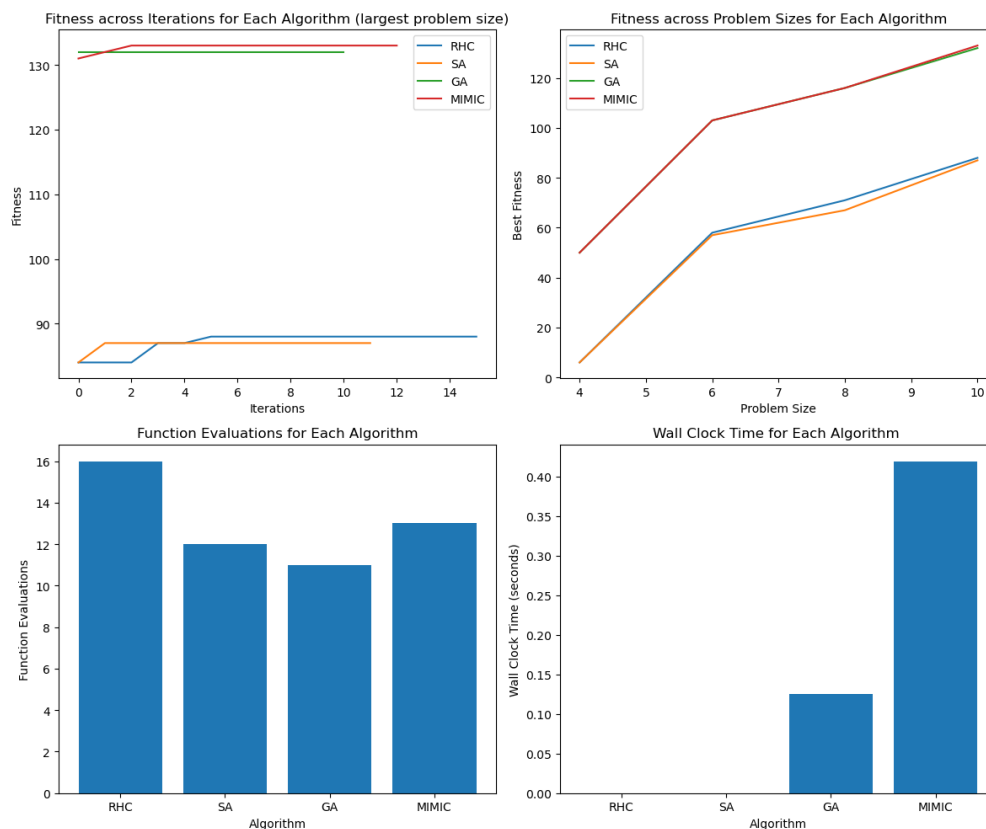 Fitness across Iterations for Each Algorithm (largest problem size)
130
120
110
100
90
0 2 4 6 8 10 12 14
Fitness
Iterations
RHC
SA
GA
MIMIC
Fitness across Problem Sizes for Each Algorithm
120
100
80
60
40
20
0
4 5 6 7 8 9 10
Best Fitness
Problem Size
RHC
SA
GA
MIMIC
Function Evaluations for Each Algorithm
16
14
12
10
8
6
4
2
0
RHC SA GA MIMIC
Function Evaluations
Algorithm
Wall Clock Time for Each Algorithm
0.40
0.35
0.30
0.25
0.20
0.15
0.10
0.05
0.00
RHC SA GA MIMIC
Wall Clock Time (seconds)
Algorithm